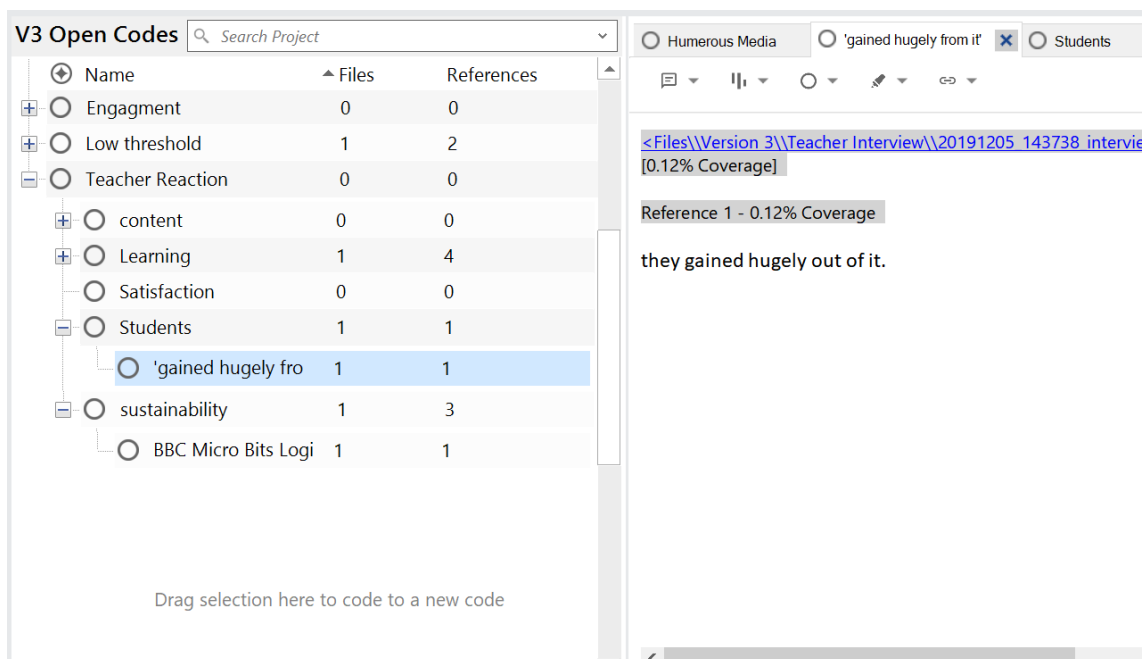 V3 Open Codes
Search Project
Name Files References
Engagment 0 0
Low threshold 1 2
Teacher Reaction 0 0
content 0 0
Learning 1 4
Satisfaction 0 0
Students 1 1
'gained hugely fro 1 1
sustainability 1 3
BBC Micro Bits Logi 1 1
Drag selection here to code to a new code
Humerous Media 'gained hugely from it' Students
<Files\\Version 3\\Teacher Interview\\20191205_143738_intervie
[0.12% Coverage]
Reference 1 - 0.12% Coverage
they gained hugely out of it.